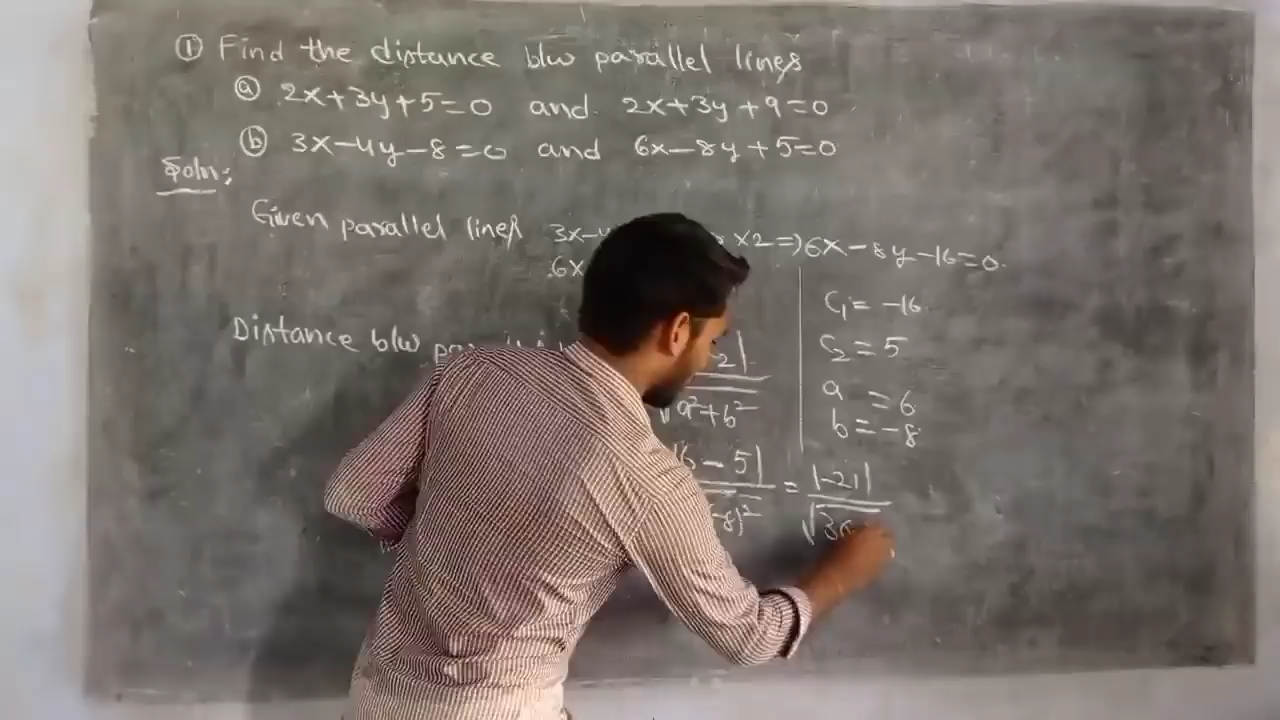 ① Find the distance b/w parallel lines
ⓐ 2x+3y+5=0 and 2x+3y+9=0
ⓑ 3x-4y-8=0 and 6x-8y+5=0
Soln:
Given parallel lines 3x-4 ×2 =) 6x-8y-16=0.
6x
C₁= -16
Distance b/w
C₂ = 5
2|
√a²+b²
a = 6
b = -8
6 - 5| = |-21|
-8)² √3